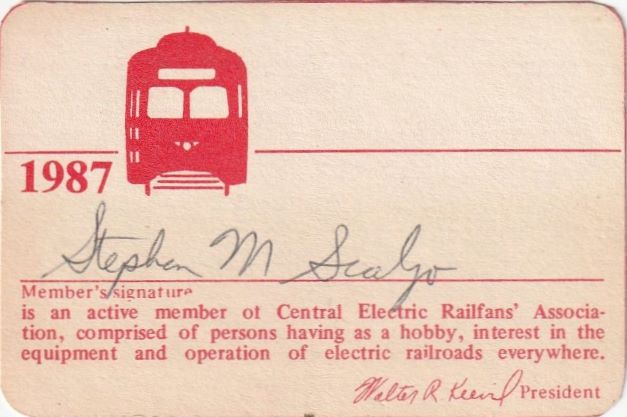 1987
Stephen M Scalzo
Member's signature
is an active member of Central Electric Railfans' Associa-
tion, comprised of persons having as a hobby, interest in the
equipment and operation of electric railroads everywhere.
Walter R. Keevil President